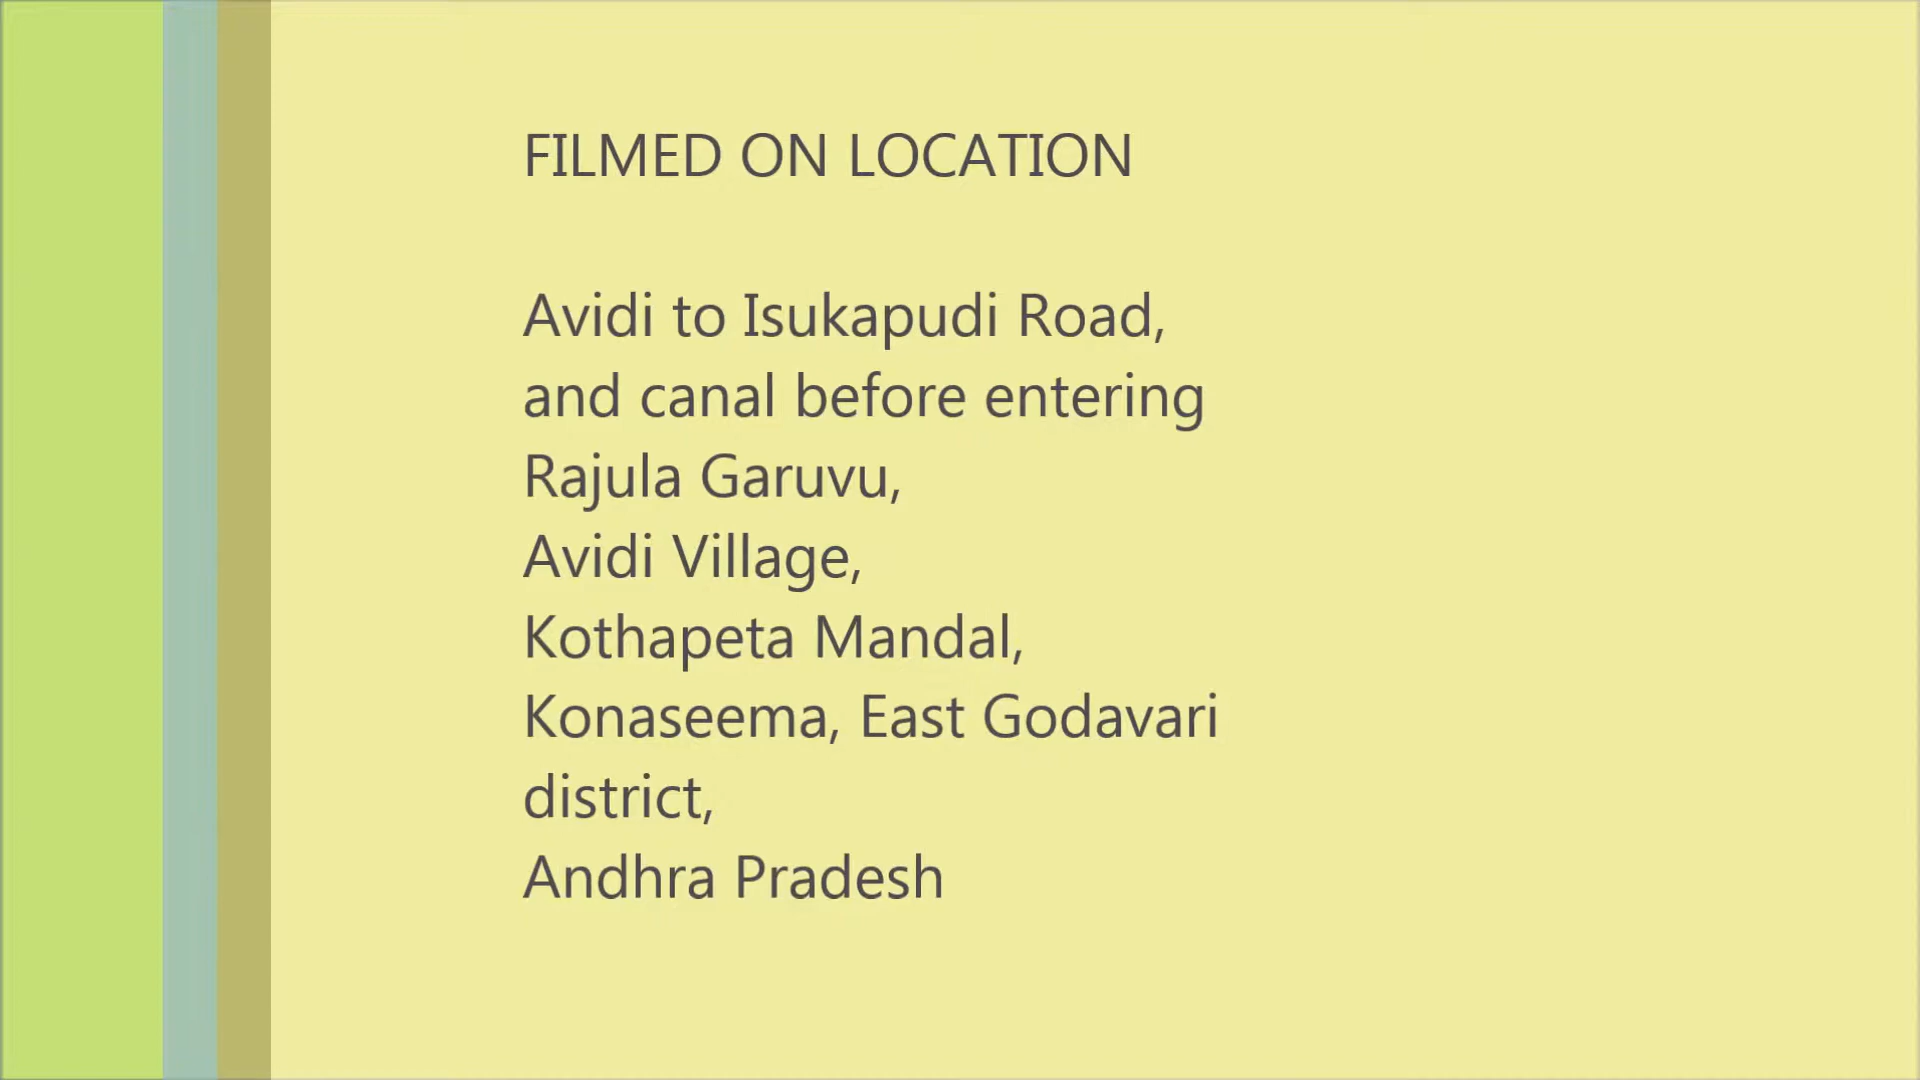 FILMED ON LOCATION
Avidi to Isukapudi Road,
and canal before entering
Rajula Garuvu,
Avidi Village,
Kothapeta Mandal,
Konaseema, East Godavari
district,
Andhra Pradesh